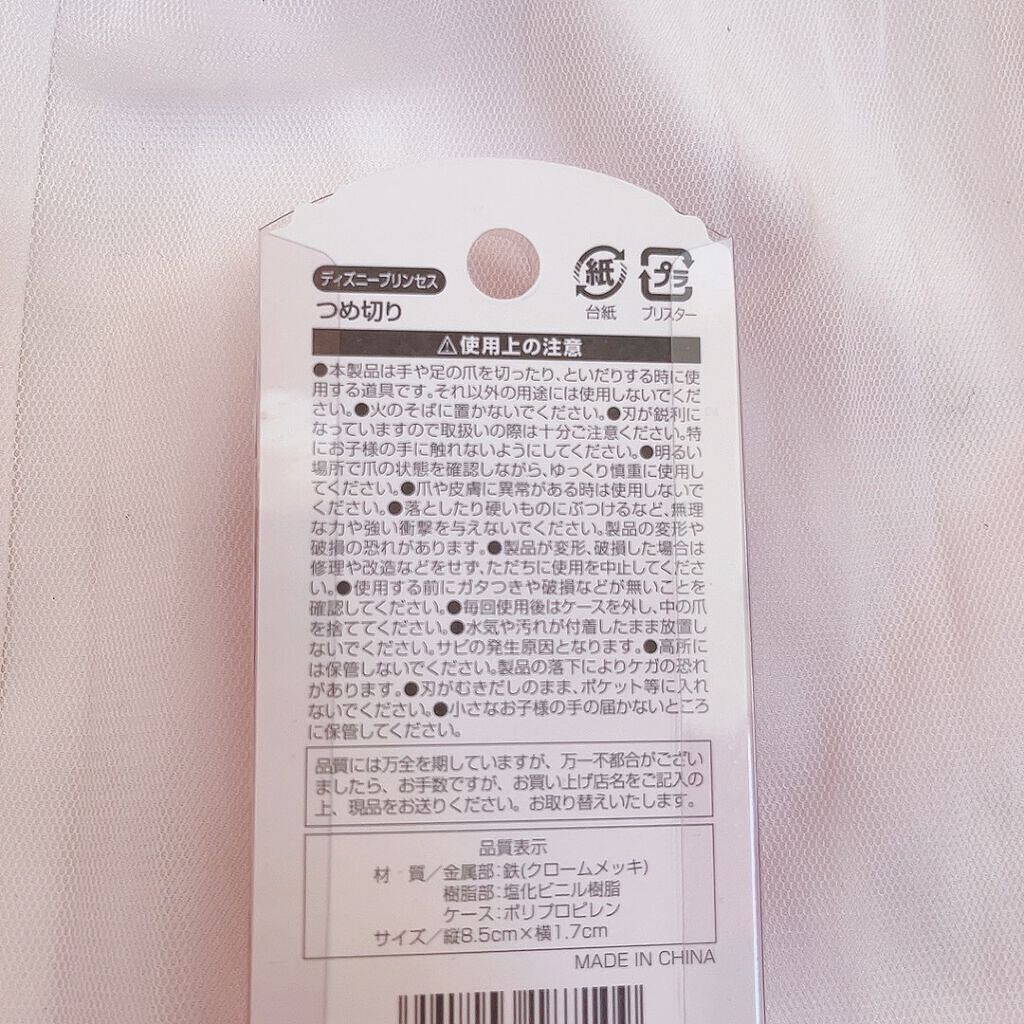 ディズニープリンセス
つめ切り
紙
台紙
プラ
ブリスター
⚠使用上の注意
●本製品は手や足の爪を切ったり、といだりする時に使
用する道具です。それ以外の用途には使用しないでくだ
さい。●火のそばに置かないでください。●刃が鋭利に
なっていますので取扱いの際は十分ご注意ください。特
にお子様の手に触れないようにしてください。●明るい
場所で爪の状態を確認しながら、ゆっくり慎重に使用し
てください。●爪や皮膚に異常がある時は使用しないで
ください。●落としたり硬いものにぶつけるなど、無理
な力や強い衝撃を与えないでください。製品の変形や
破損の恐れがあります。●製品が変形、破損した場合は
修理や改造などをせず、ただちに使用を中止してくださ
い。●使用する前にガタつきや破損などが無いことを
確認してください。●毎回使用後はケースを外し、中の爪
を捨ててください。●水気や汚れが付着したまま放置し
ないでください。サビの発生原因となります。●高所に
は保管しないでください。製品の落下によりケガの恐れ
があります。●刃がむきだしのまま、ポケット等に入れ
ないでください。●小さなお子様の手の届かないところ
に保管してください。
品質には万全を期していますが、万一不都合がござい
ましたら、お手数ですが、お買い上げ店名をご記入の
上、現品をお送りください。お取り替えいたします。
品質表示
材 質／金属部：鉄(クロームメッキ)
樹脂部：塩化ビニル樹脂
ケース：ポリプロピレン
サイズ／縦8.5cm×横1.7cm
MADE IN CHINA